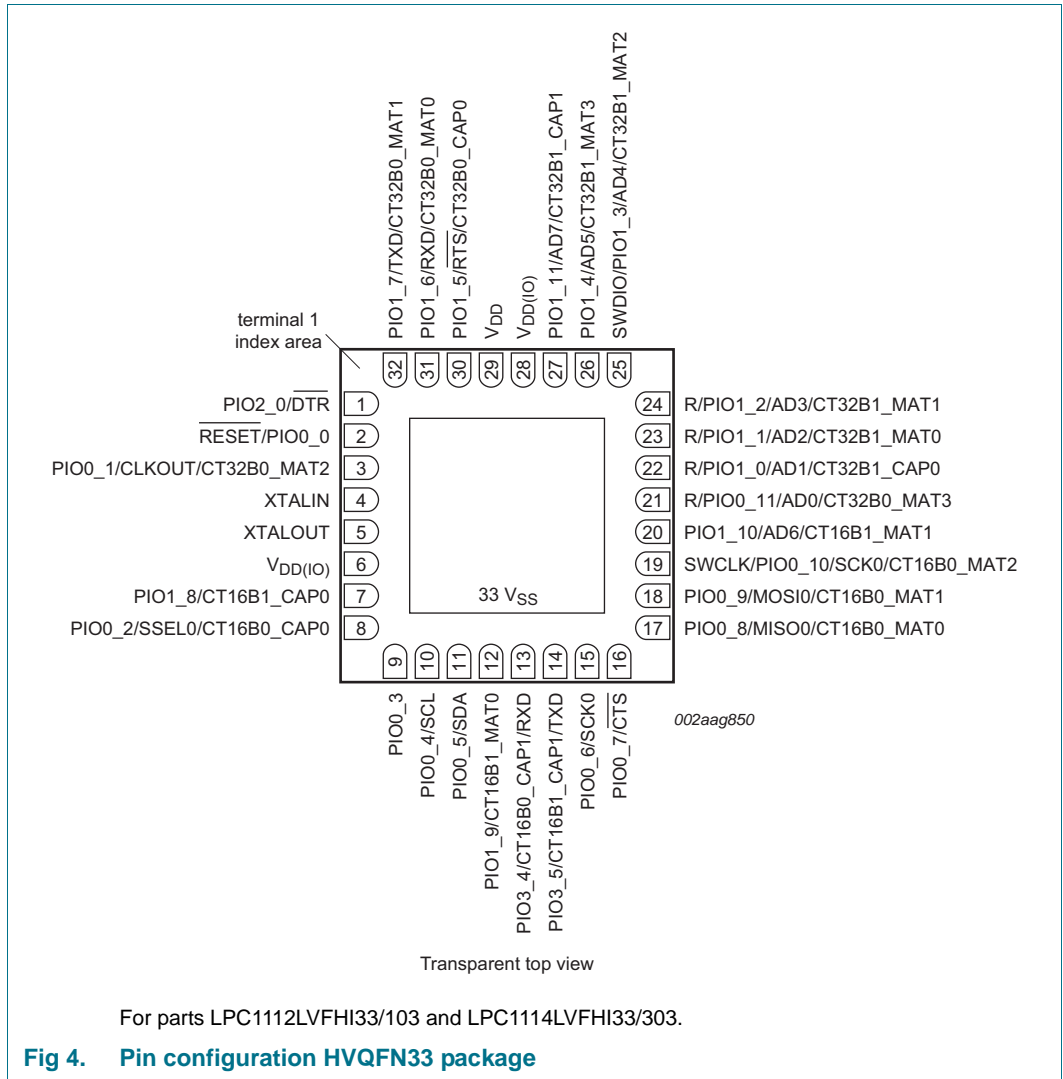 PIO1_7/TXD/CT32B0_MAT1
PIO1_6/RXD/CT32B0_MAT0
PIO1_5/RTS/CT32B0_CAP0
VDD
VDD(IO)
PIO1_11/AD7/CT32B1_CAP1
PIO1_4/AD5/CT32B1_MAT3
SWDIO/PIO1_3/AD4/CT32B1_MAT2
terminal 1
index area
32 31 30 29 28 27 26 25
PIO2_0/DTR 1
RESET/PIO0_0 2
PIO0_1/CLKOUT/CT32B0_MAT2 3
XTALIN 4
XTALOUT 5
VDD(IO) 6
PIO1_8/CT16B1_CAP0 7
PIO0_2/SSEL0/CT16B0_CAP0 8
24 R/PIO1_2/AD3/CT32B1_MAT1
23 R/PIO1_1/AD2/CT32B1_MAT0
22 R/PIO1_0/AD1/CT32B1_CAP0
21 R/PIO0_11/AD0/CT32B0_MAT3
20 PIO1_10/AD6/CT16B1_MAT1
19 SWCLK/PIO0_10/SCK0/CT16B0_MAT2
18 PIO0_9/MOSI0/CT16B0_MAT1
17 PIO0_8/MISO0/CT16B0_MAT0
33 VSS
9 10 11 12 13 14 15 16
PIO0_3
PIO0_4/SCL
PIO0_5/SDA
PIO1_9/CT16B1_MAT0
PIO3_4/CT16B0_CAP1/RXD
PIO3_5/CT16B1_CAP1/TXD
PIO0_6/SCK0
PIO0_7/CTS
002aag850
Transparent top view
For parts LPC1112LVFHI33/103 and LPC1114LVFHI33/303.
Fig 4. Pin configuration HVQFN33 package